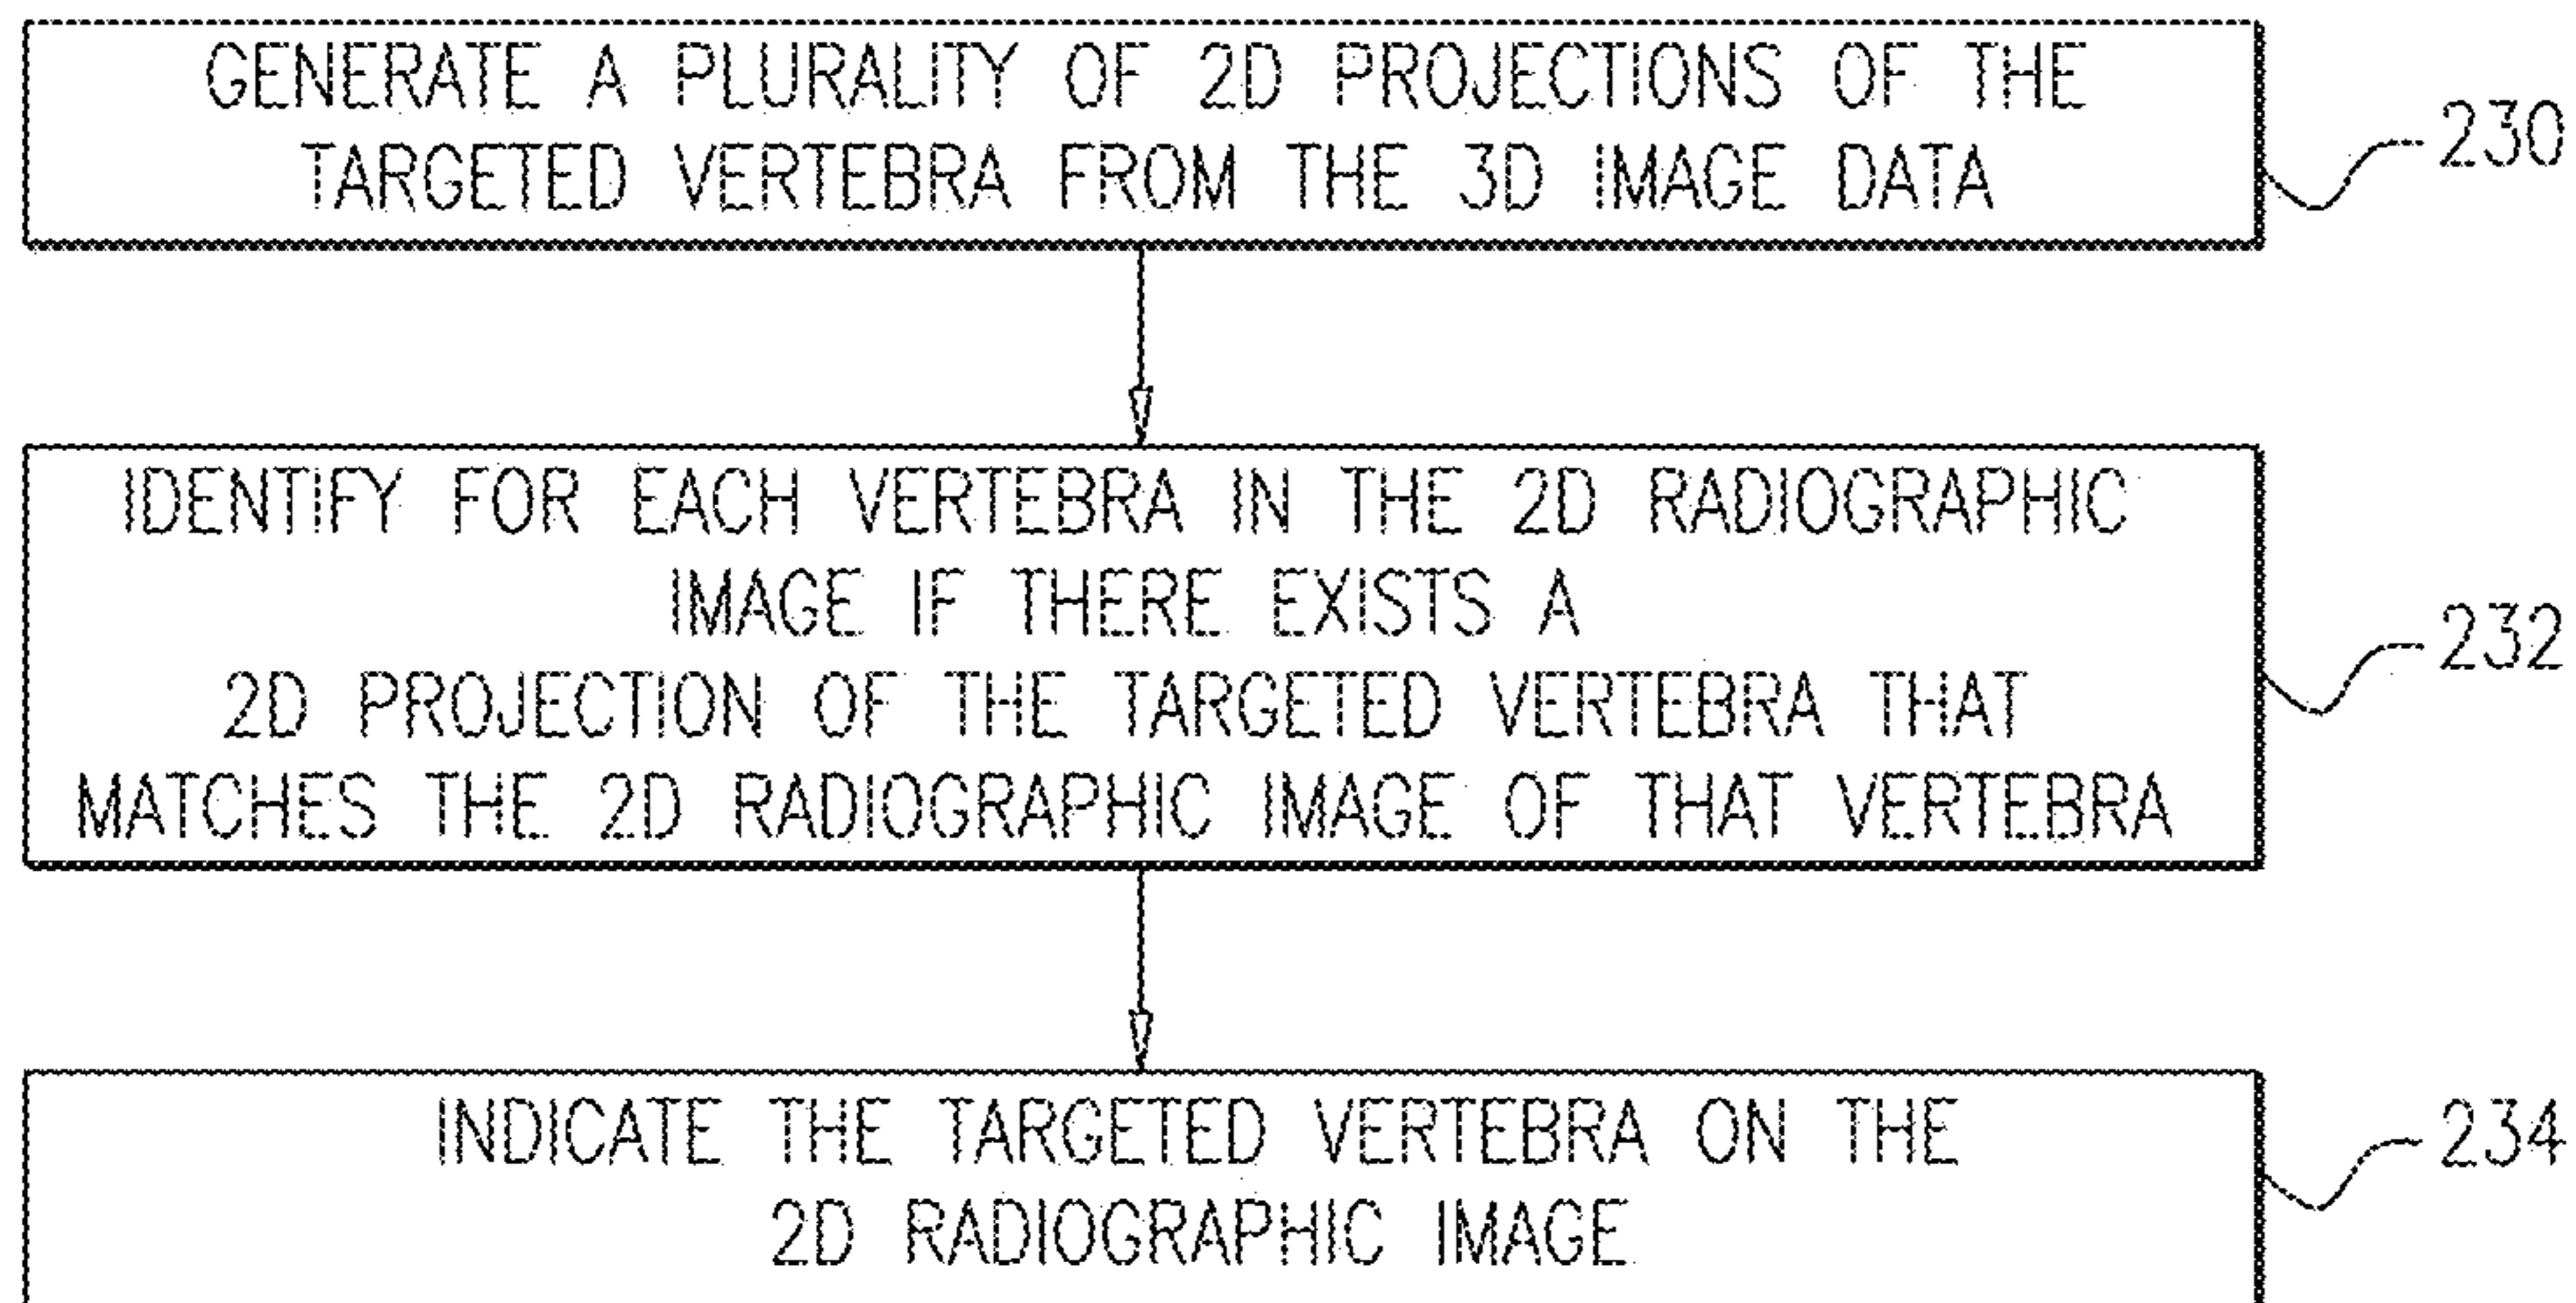 GENERATE A PLURALITY OF 2D PROJECTIONS OF THE
TARGETED VERTEBRA FROM THE 3D IMAGE DATA
230
IDENTIFY FOR EACH VERTEBRA IN THE 2D RADIOGRAPHIC
IMAGE IF THERE EXISTS A
2D PROJECTION OF THE TARGETED VERTEBRA THAT
MATCHES THE 2D RADIOGRAPHIC IMAGE OF THAT VERTEBRA
232
INDICATE THE TARGETED VERTEBRA ON THE
2D RADIOGRAPHIC IMAGE
234